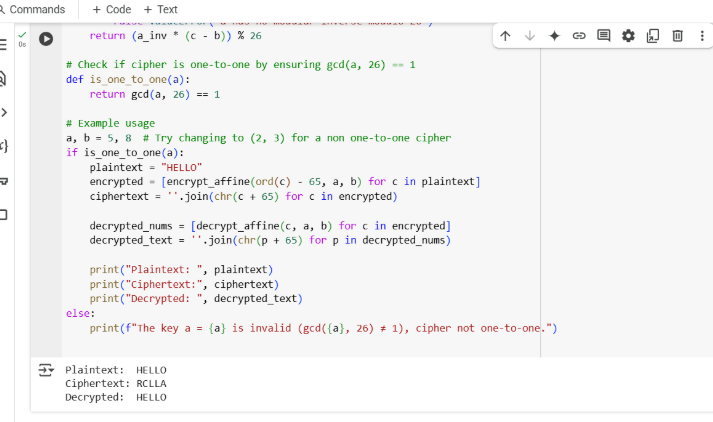 Commands + Code + Text
return (a_inv * (c - b)) % 26
0s
# Check if cipher is one-to-one by ensuring gcd(a, 26) == 1
def is_one_to_one(a):
return gcd(a, 26) == 1
# Example usage
a, b = 5, 8 # Try changing to (2, 3) for a non one-to-one cipher
if is_one_to_one(a):
plaintext = "HELLO"
encrypted = [encrypt_affine(ord(c) - 65, a, b) for c in plaintext]
ciphertext = ''.join(chr(c + 65) for c in encrypted)
decrypted_nums = [decrypt_affine(c, a, b) for c in encrypted]
decrypted_text = ''.join(chr(p + 65) for p in decrypted_nums)
print("Plaintext: ", plaintext)
print("Ciphertext:", ciphertext)
print("Decrypted: ", decrypted_text)
else:
print(f"The key a = {a} is invalid (gcd({a}, 26) ≠ 1), cipher not one-to-one.")
Plaintext: HELLO
Ciphertext: RCLLA
Decrypted: HELLO